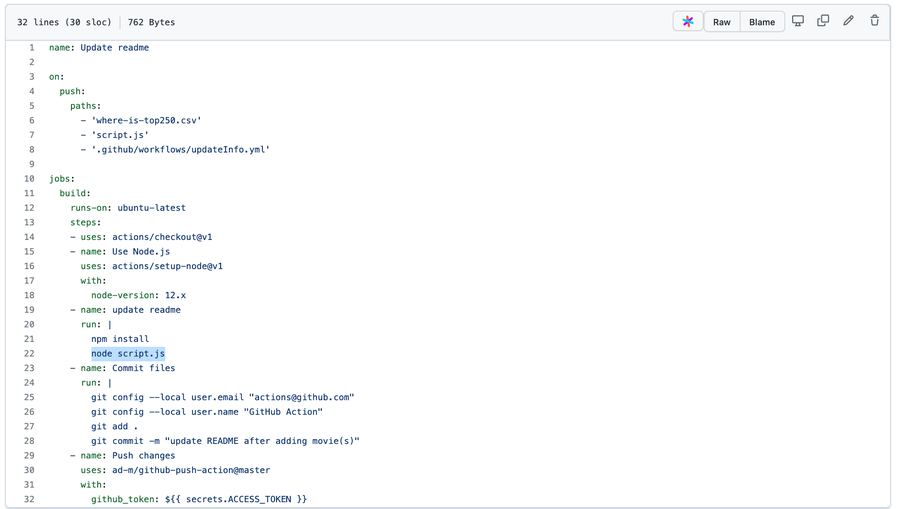 32 lines (30 sloc) 762 Bytes Raw Blame
1 name: Update readme
2
3 on:
4   push:
5     paths:
6       - 'where-is-top250.csv'
7       - 'script.js'
8       - '.github/workflows/updateInfo.yml'
9
10 jobs:
11   build:
12     runs-on: ubuntu-latest
13     steps:
14     - uses: actions/checkout@v1
15     - name: Use Node.js
16       uses: actions/setup-node@v1
17       with:
18         node-version: 12.x
19     - name: update readme
20       run: |
21         npm install
22         node script.js
23     - name: Commit files
24       run: |
25         git config --local user.email "actions@github.com"
26         git config --local user.name "GitHub Action"
27         git add .
28         git commit -m "update README after adding movie(s)"
29     - name: Push changes
30       uses: ad-m/github-push-action@master
31       with:
32         github_token: ${{ secrets.ACCESS_TOKEN }}